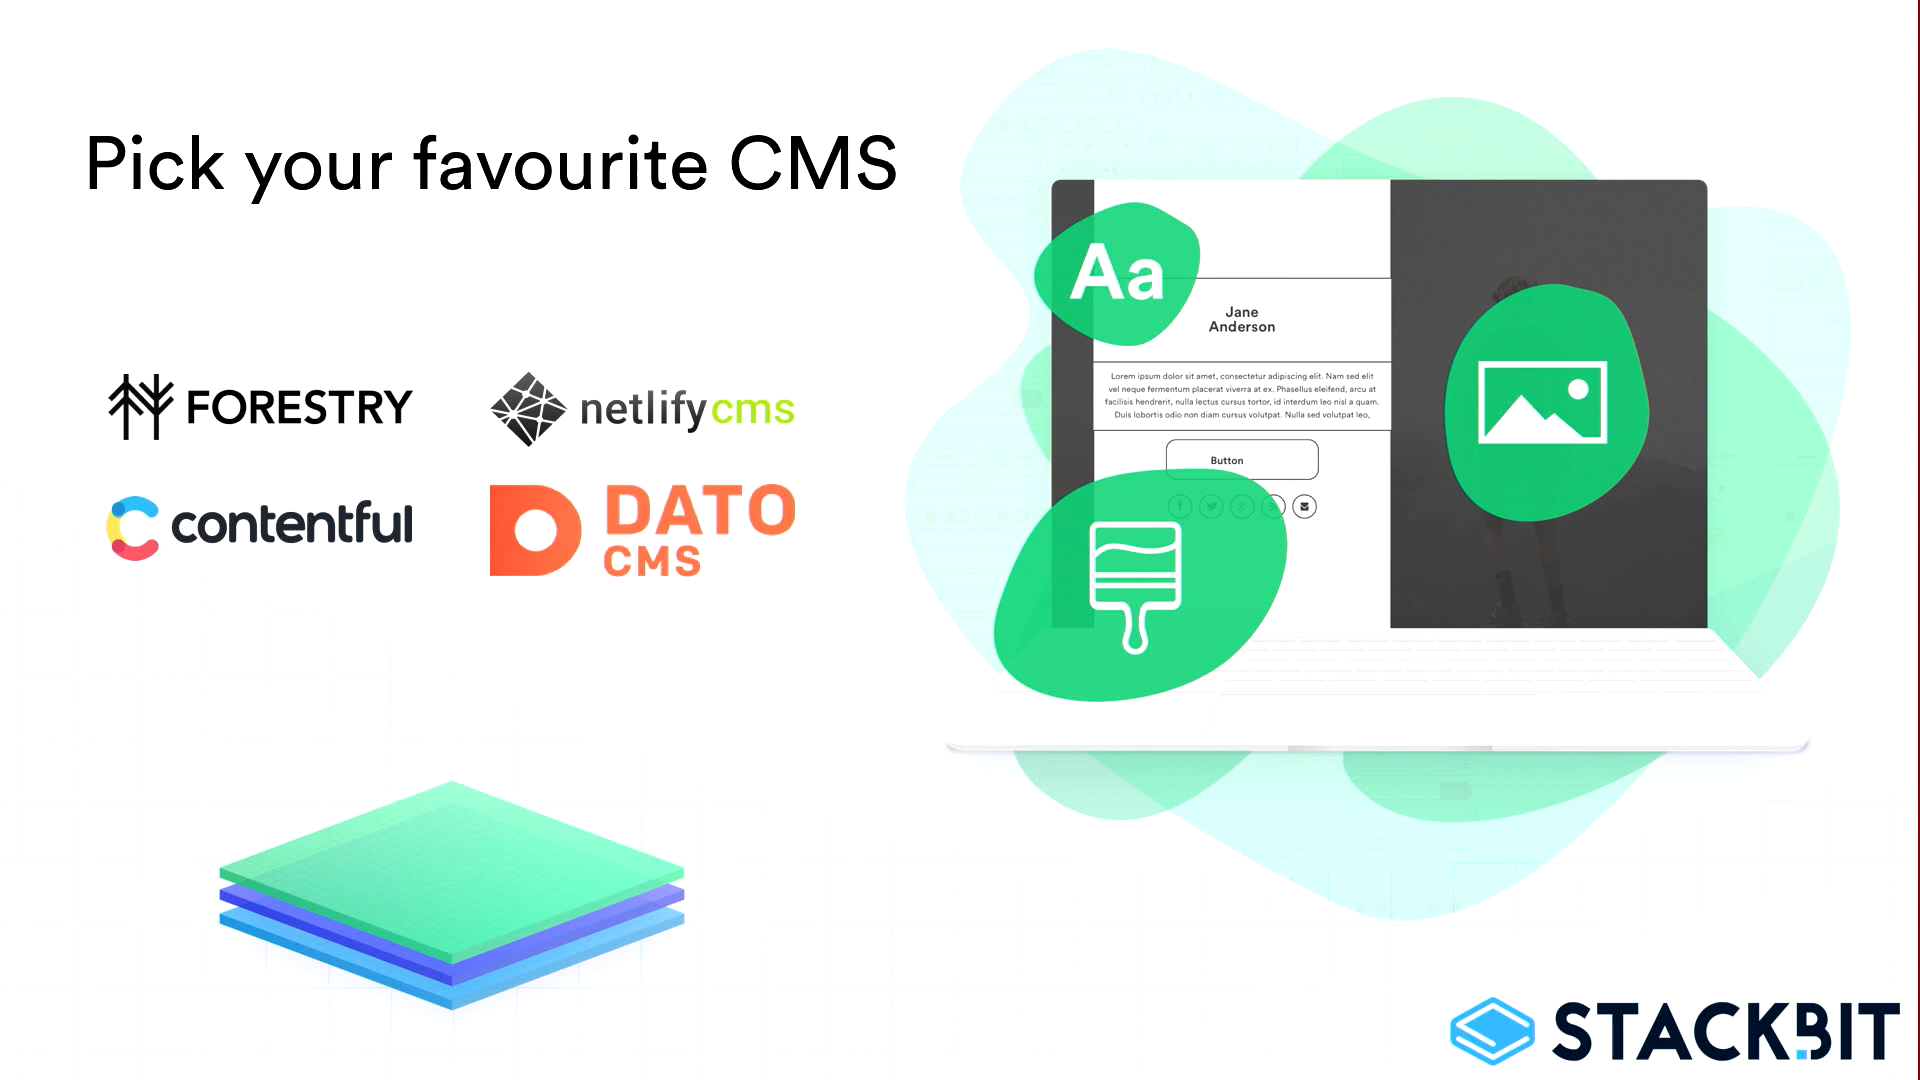 Pick your favourite CMS
FORESTRY
netlifycms
contentful
DATO
CMS
Aa
Jane
Anderson
Lorem ipsum dolor sit amet, consectetur adipiscing elit. Nam sed elit
vel neque fermentum placerat viverra at ex. Phasellus eleifend, arcu at
facilisis hendrerit, nulla lectus cursus tortor, id interdum leo nisl a quam.
Duis lobortis odio non diam cursus volutpat. Nulla sed volutpat leo,
Button
STACKBIT